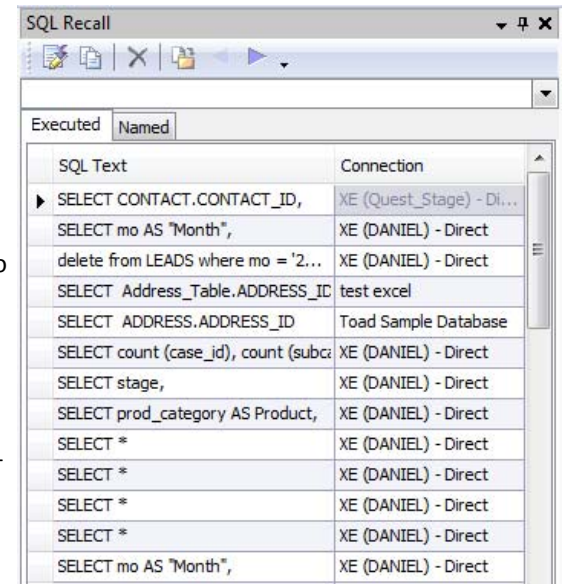 SQL Recall
Executed Named
SQL Text Connection
SELECT CONTACT.CONTACT_ID, XE (Quest_Stage) - Di...
SELECT mo AS "Month", XE (DANIEL) - Direct
delete from LEADS where mo = '2... XE (DANIEL) - Direct
SELECT Address_Table.ADDRESS_ID test excel
SELECT ADDRESS.ADDRESS_ID Toad Sample Database
SELECT count (case_id), count (subca XE (DANIEL) - Direct
SELECT stage, XE (DANIEL) - Direct
SELECT prod_category AS Product, XE (DANIEL) - Direct
SELECT * XE (DANIEL) - Direct
SELECT * XE (DANIEL) - Direct
SELECT * XE (DANIEL) - Direct
SELECT * XE (DANIEL) - Direct
SELECT mo AS "Month", XE (DANIEL) - Direct